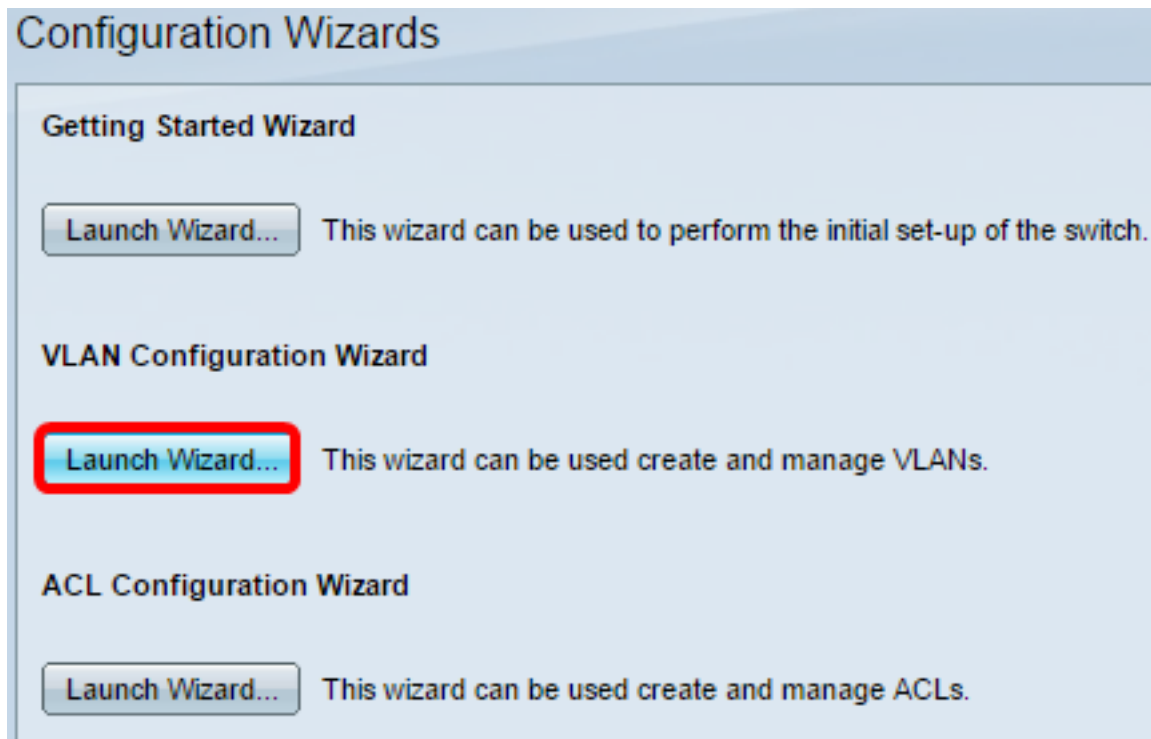 Configuration Wizards
Getting Started Wizard
Launch Wizard... This wizard can be used to perform the initial set-up of the switch.
VLAN Configuration Wizard
Launch Wizard... This wizard can be used create and manage VLANs.
ACL Configuration Wizard
Launch Wizard... This wizard can be used create and manage ACLs.